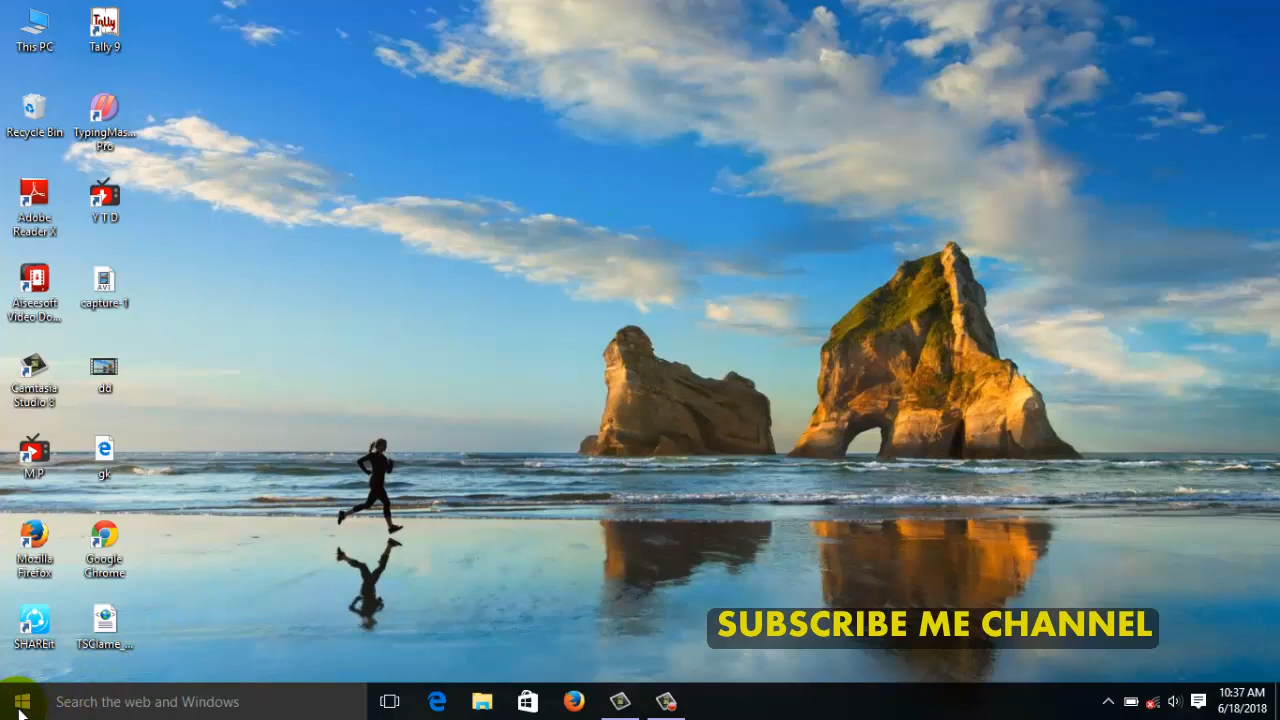 This PC
Tally 9
Recycle Bin
TypingMas...
Pro
Adobe
Reader X
Y T D
Aiseesoft
Video Do...
AVI
capture-1
Camtasia
Studio 8
dd
M.P
gk
Mozilla
Firefox
Google
Chrome
SHAREit
TSClame_...
SUBSCRIBE ME CHANNEL
Search the web and Windows
10:37 AM
6/18/2018